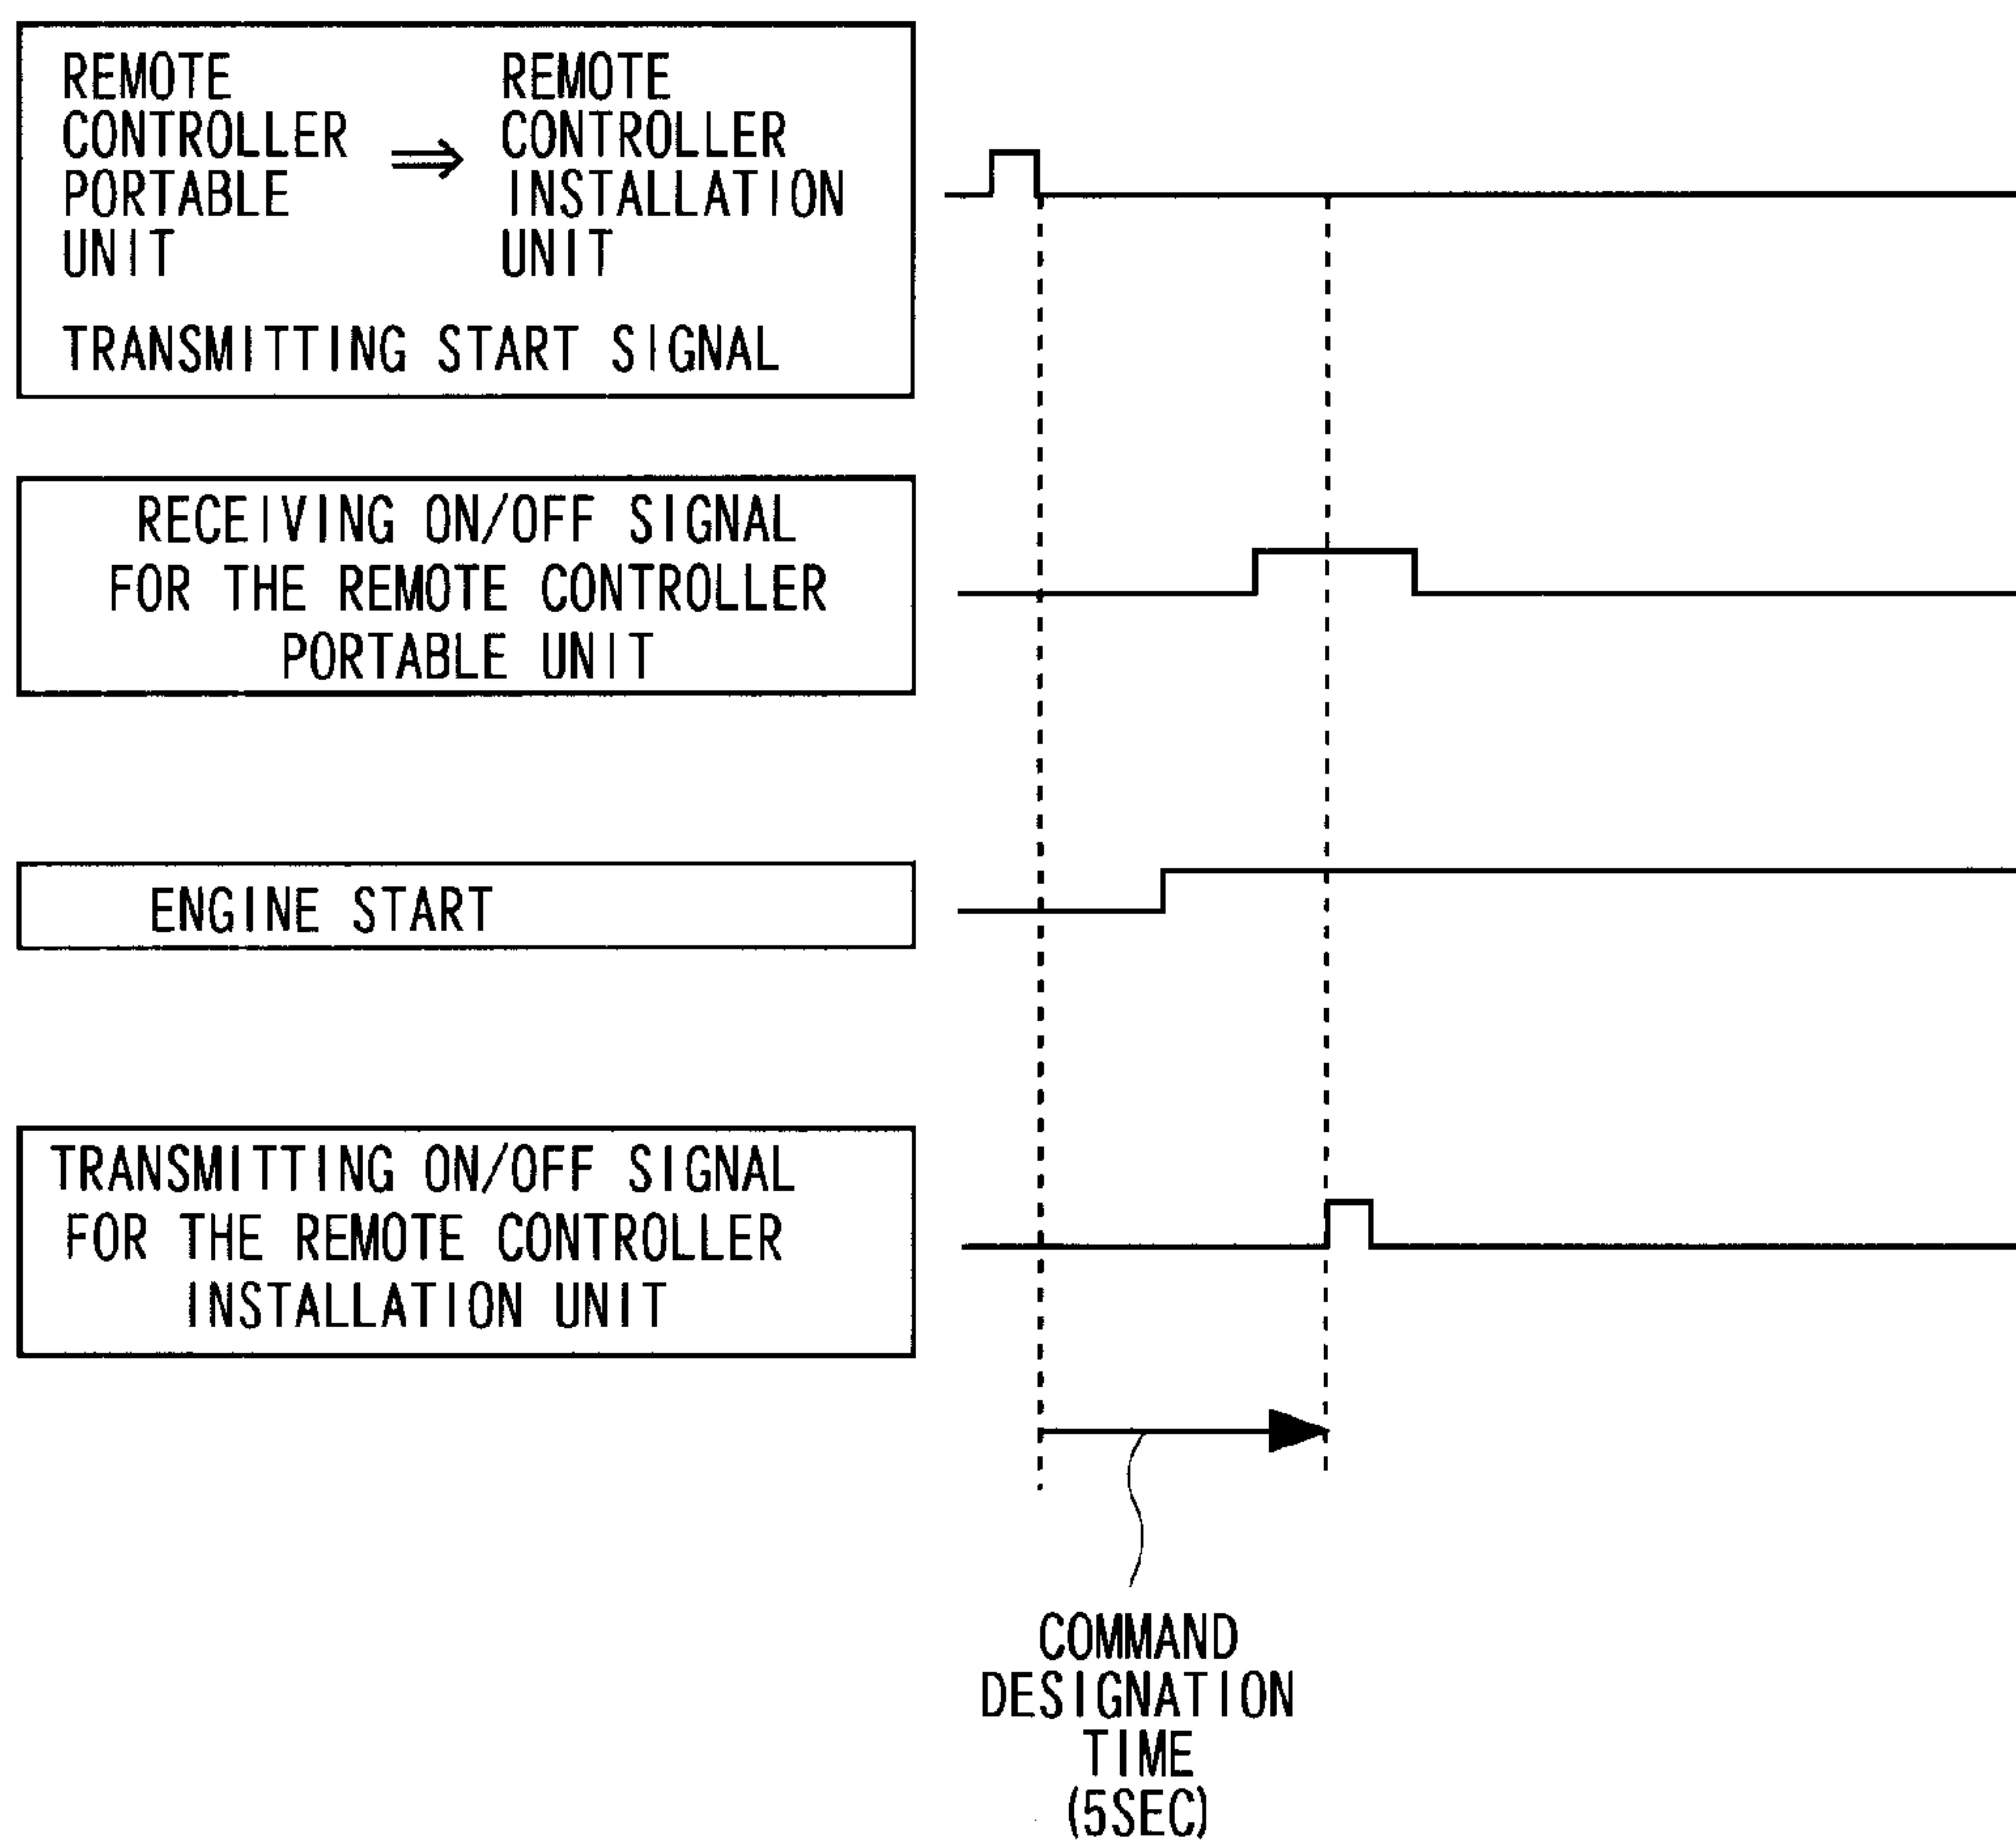 REMOTE
CONTROLLER
PORTABLE
UNIT
⇒
REMOTE
CONTROLLER
INSTALLATION
UNIT
TRANSMITTING START SIGNAL
RECEIVING ON/OFF SIGNAL
FOR THE REMOTE CONTROLLER
PORTABLE UNIT
ENGINE START
TRANSMITTING ON/OFF SIGNAL
FOR THE REMOTE CONTROLLER
INSTALLATION UNIT
COMMAND
DESIGNATION
TIME
(5SEC)